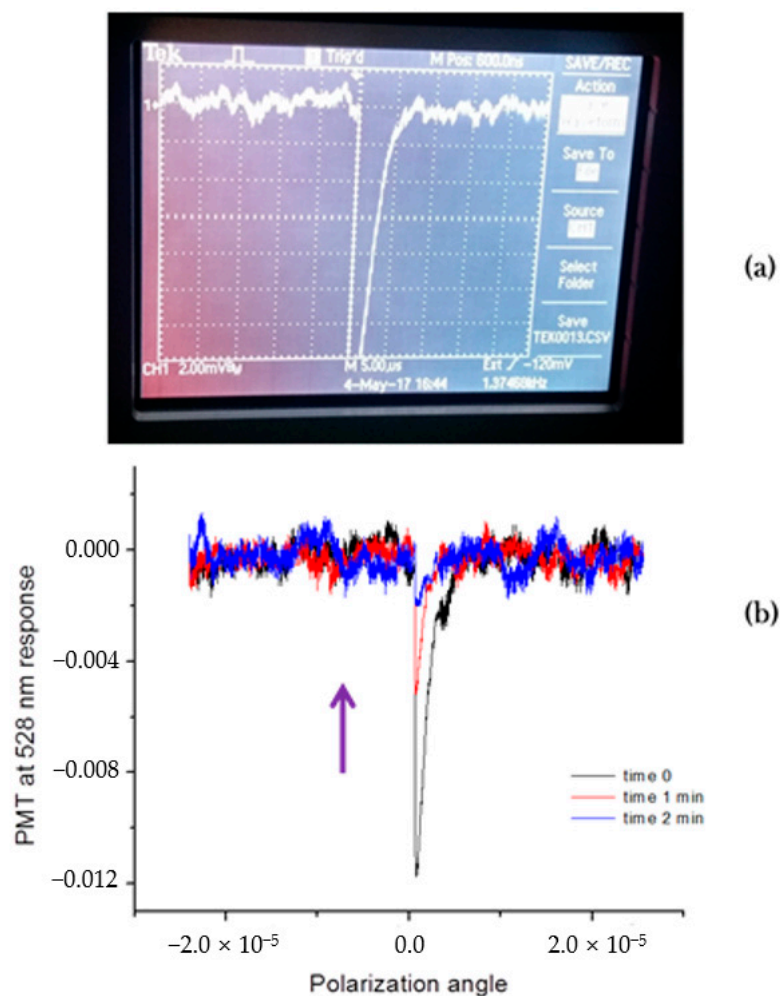 Tek
Trig'd
M Pos: 600.0ns
SAVE/REC
Action
Save To
Source
Select
Folder
Save
TEK0013.CSV
1
CH1 2.00mV
M 5.00µs
Ext
-120mV
4-May-17 16:44
1.37468kHz
(a)
PMT at 528 nm response
0.000
−0.004
−0.008
−0.012
time 0
time 1 min
time 2 min
−2.0 × 10⁻⁵
0.0
2.0 × 10⁻⁵
Polarization angle
(b)